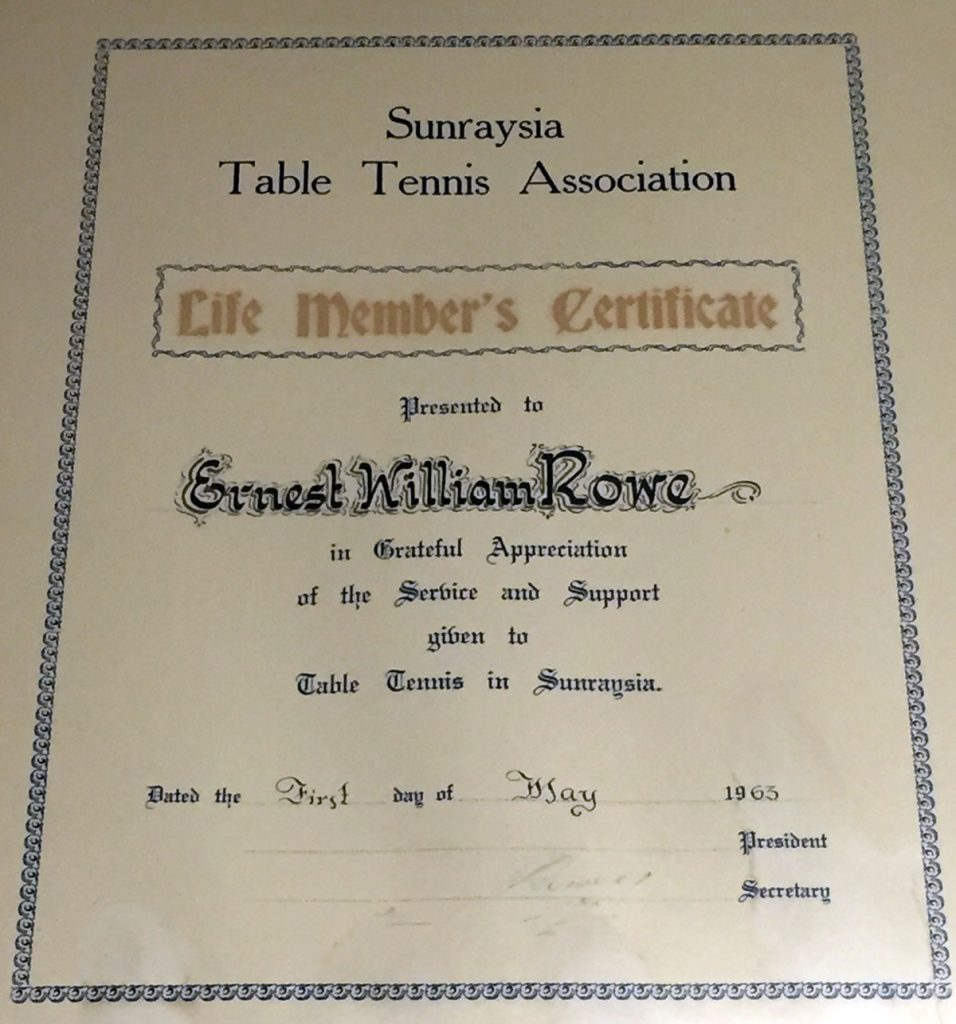 Sunraysia
Table Tennis Association
Life Member's Certificate
Presented to
Ernest William Rowe
in Grateful Appreciation
of the Service and Support
given to
Table Tennis in Sunraysia.
Dated the First day of May 1963
President
Secretary